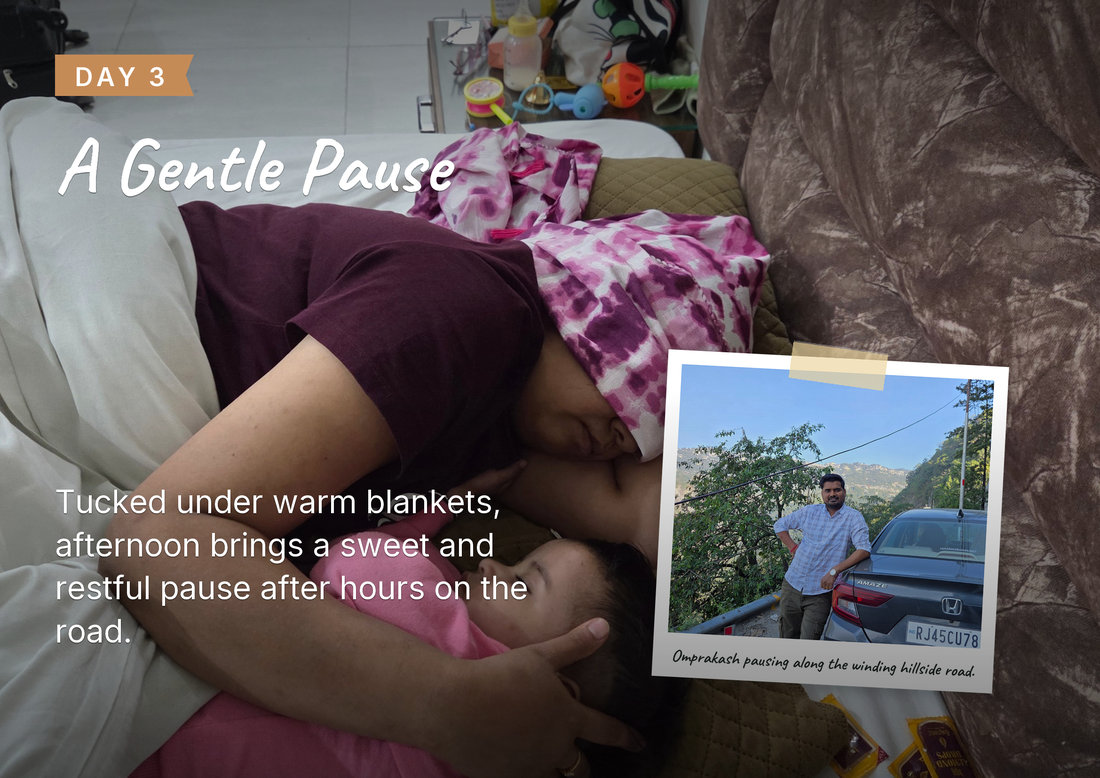 DAY 3
A Gentle Pause
Tucked under warm blankets,
afternoon brings a sweet and
restful pause after hours on the
road.
AMAZE
RJ45CU78
Omprakash pausing along the winding hillside road.